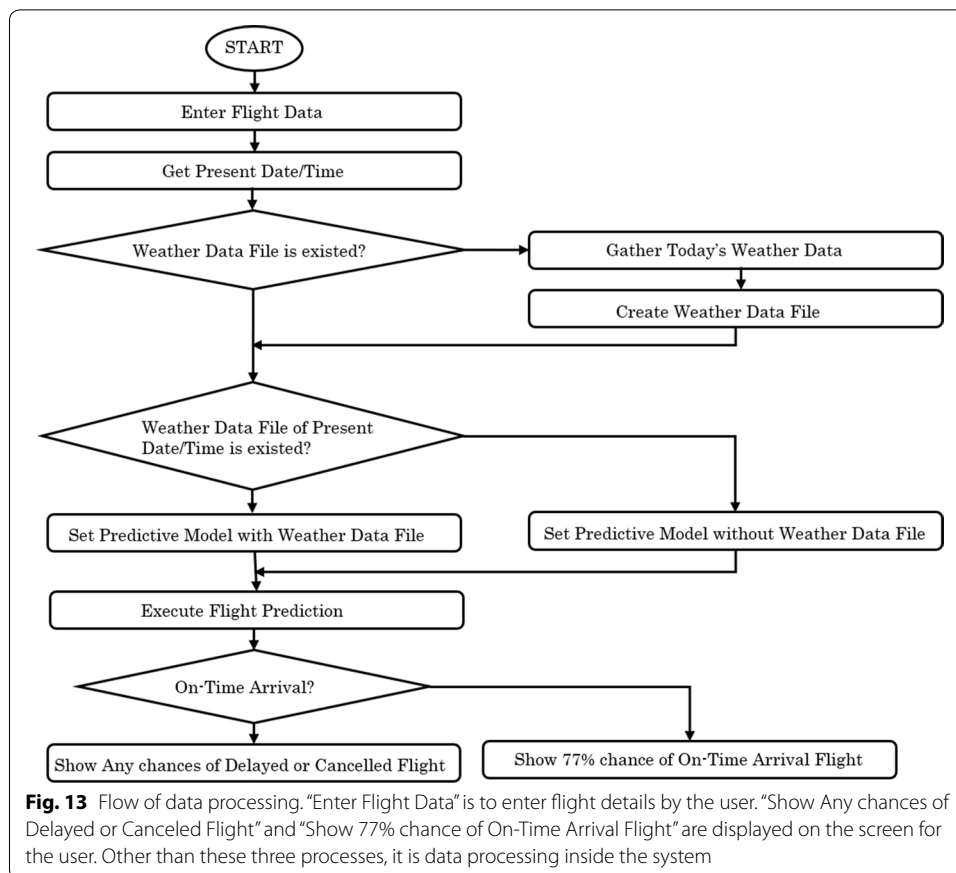 START
Enter Flight Data
Get Present Date/Time
Weather Data File is existed?
Gather Today's Weather Data
Create Weather Data File
Weather Data File of Present
Date/Time is existed?
Set Predictive Model with Weather Data File
Set Predictive Model without Weather Data File
Execute Flight Prediction
On-Time Arrival?
Show Any chances of Delayed or Cancelled Flight
Show 77% chance of On-Time Arrival Flight
Fig. 13 Flow of data processing. “Enter Flight Data” is to enter flight details by the user. “Show Any chances of
Delayed or Canceled Flight” and “Show 77% chance of On-Time Arrival Flight” are displayed on the screen for
the user. Other than these three processes, it is data processing inside the system